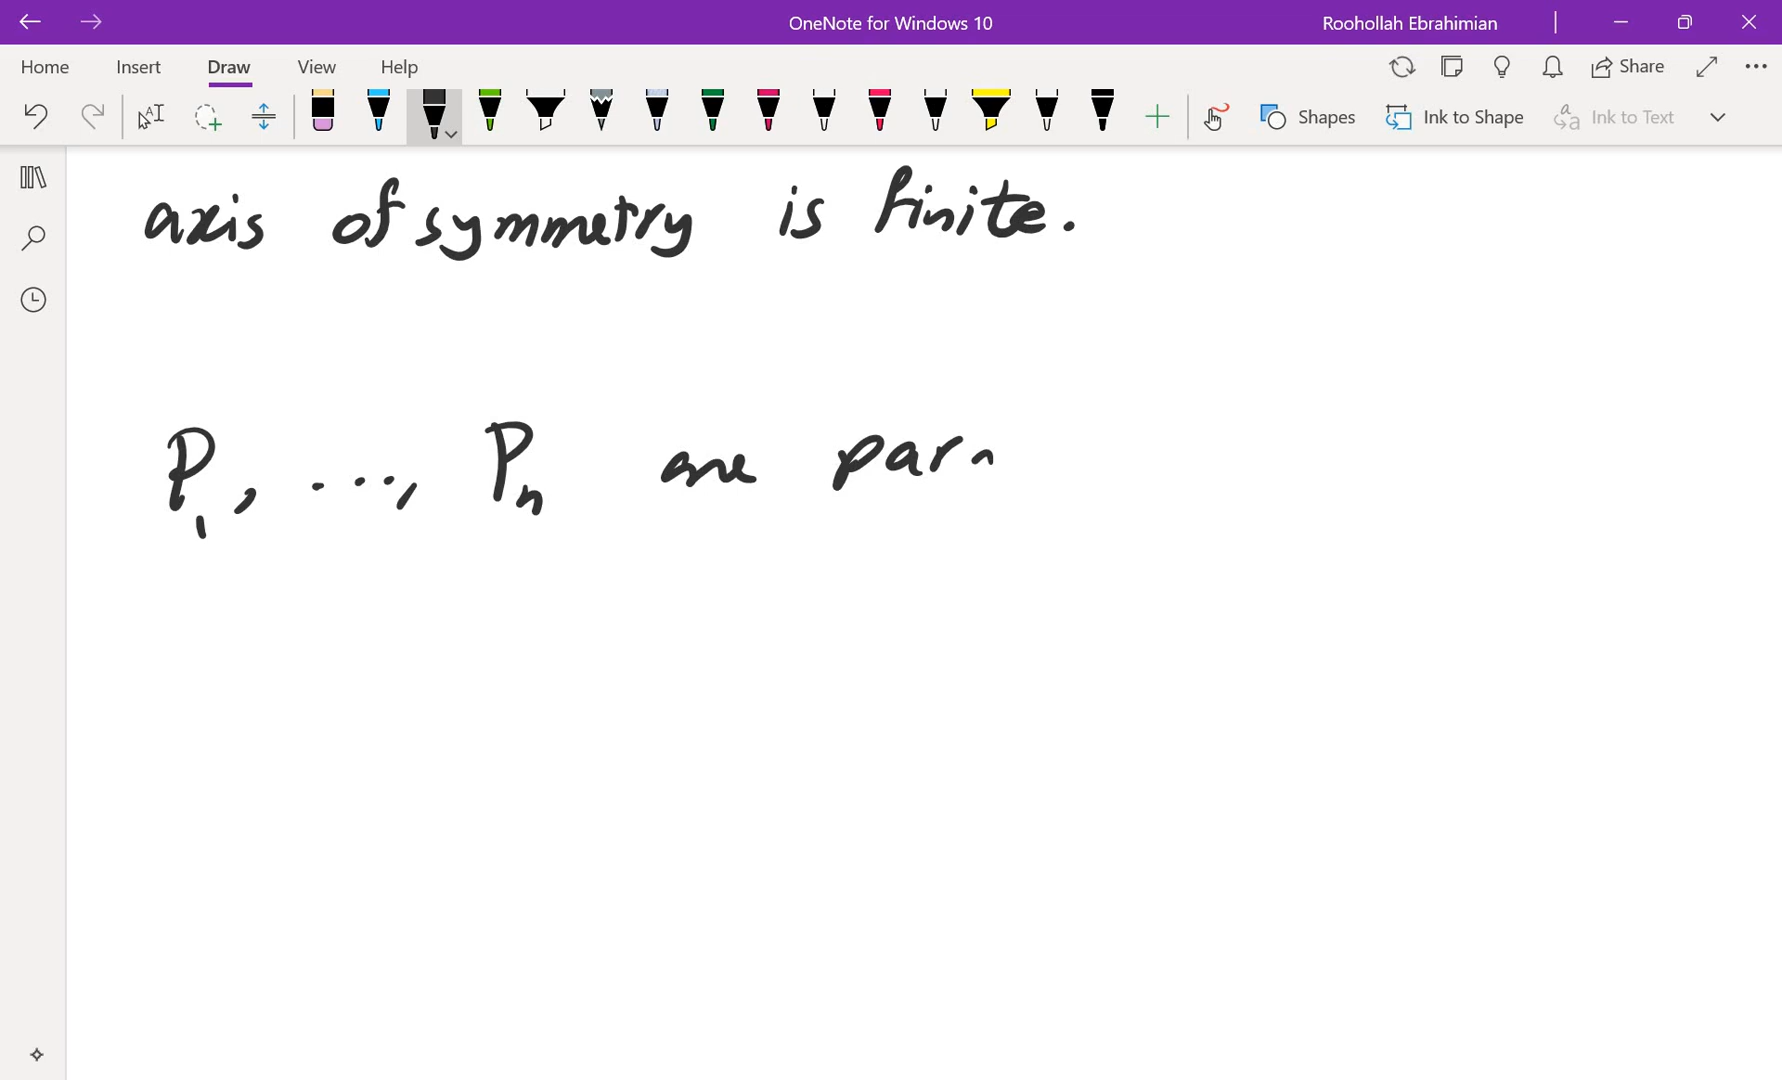 OneNote for Windows 10
Roohollah Ebrahimian
Home Insert Draw View Help
Share
Shapes
Ink to Shape
Ink to Text
axis of symmetry is finite.
P₁, ..., Pₙ are par